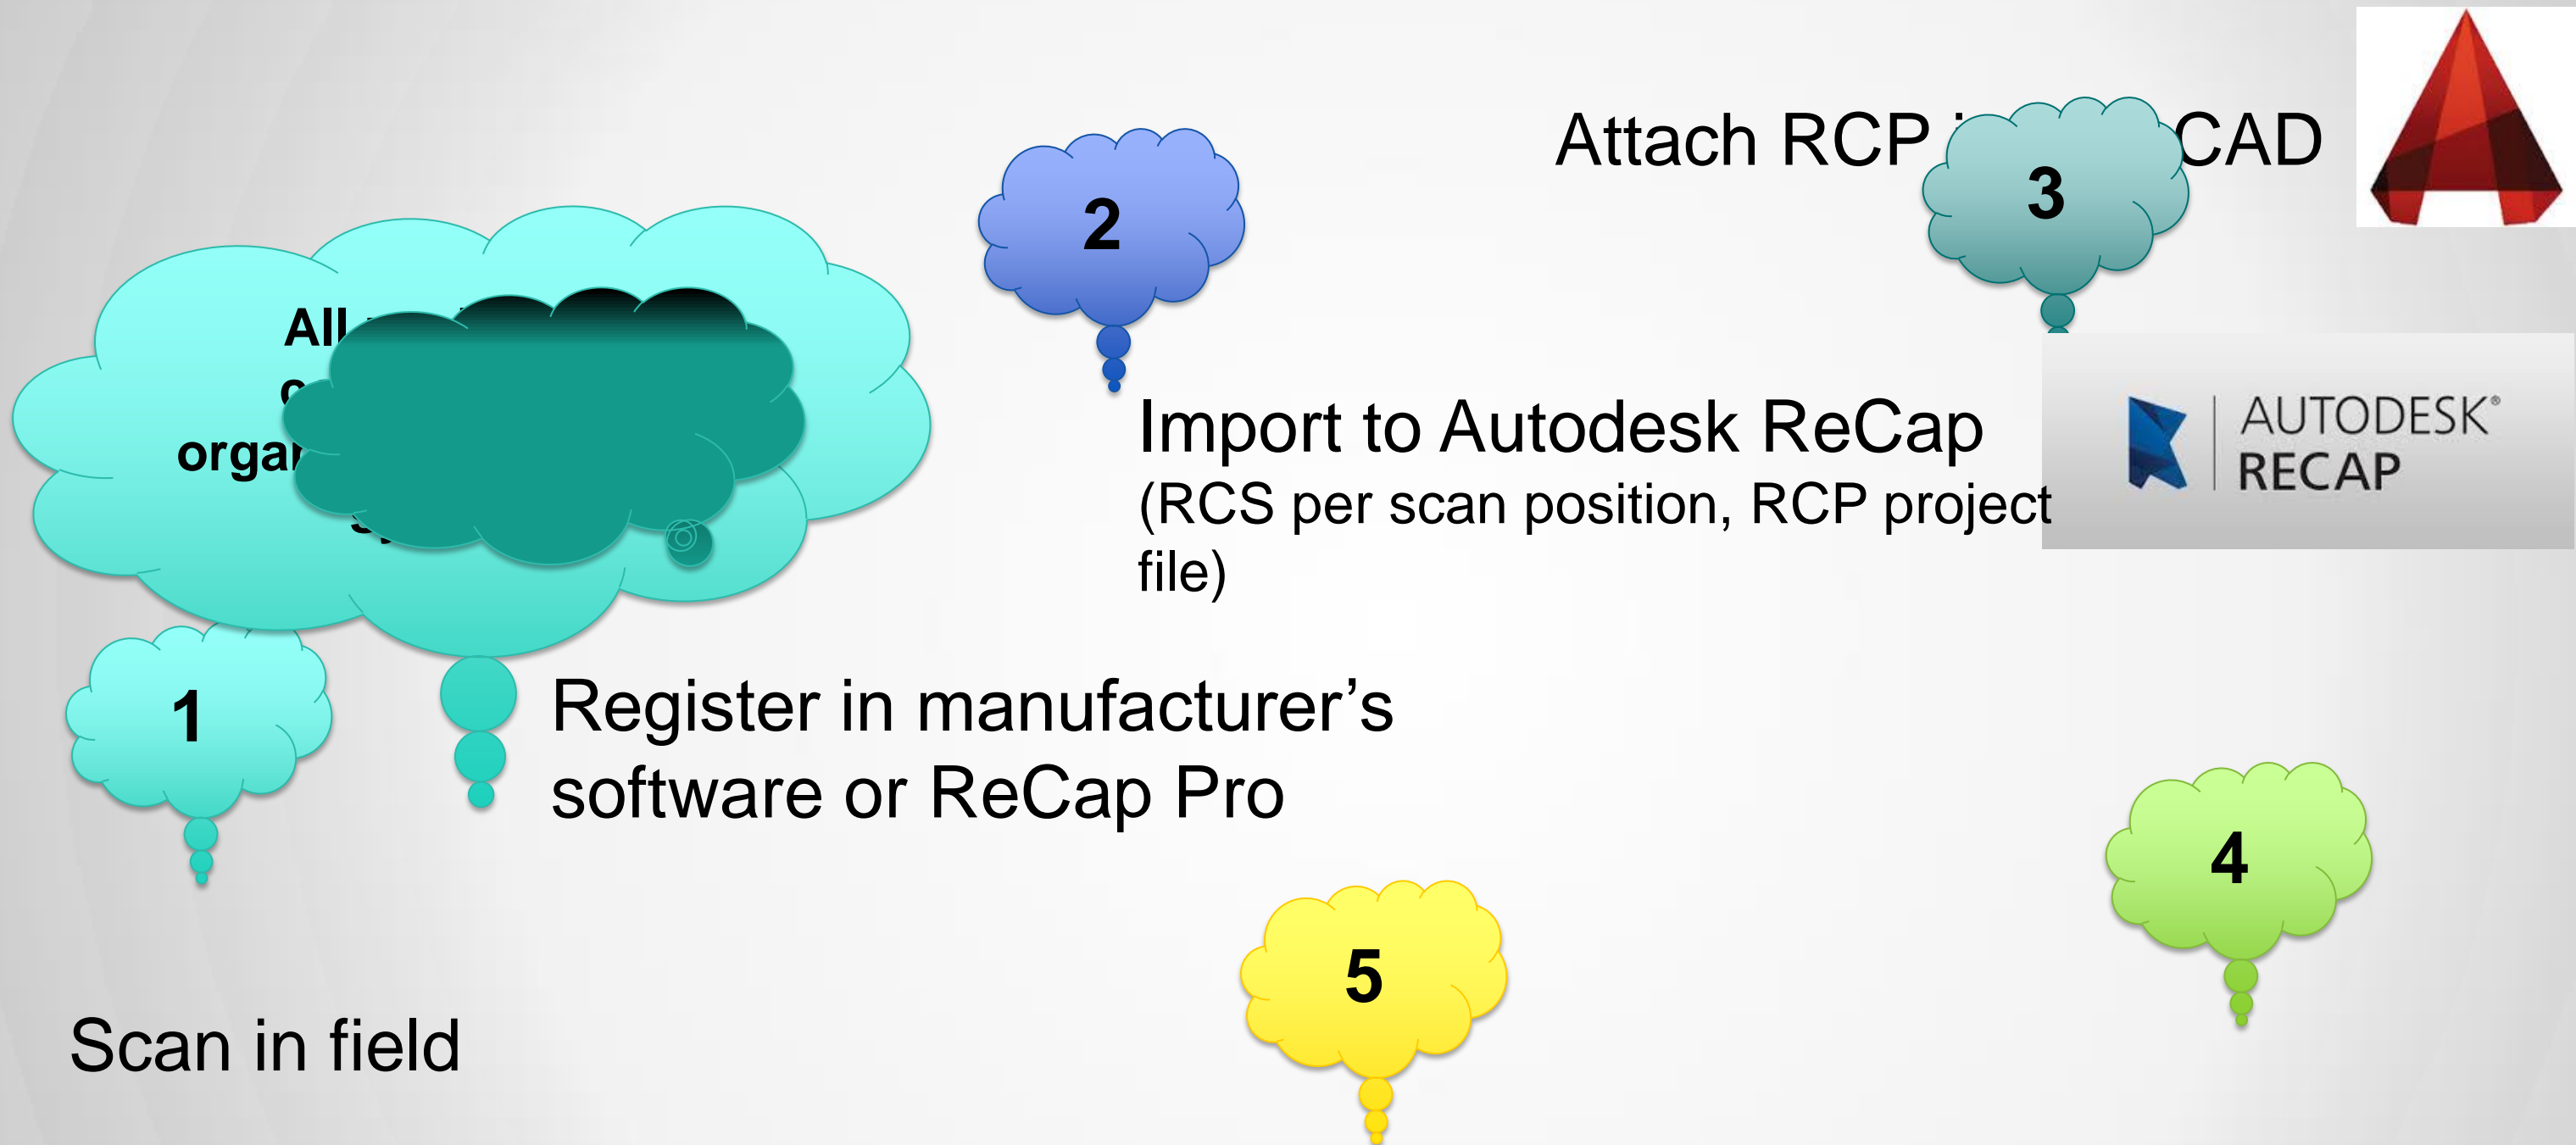 Attach RCP CAD
2
3
All
AUTODESK®
RECAP
Import to Autodesk ReCap
(RCS per scan position, RCP project
file)
1
Register in manufacturer’s
software or ReCap Pro
4
5
Scan in field